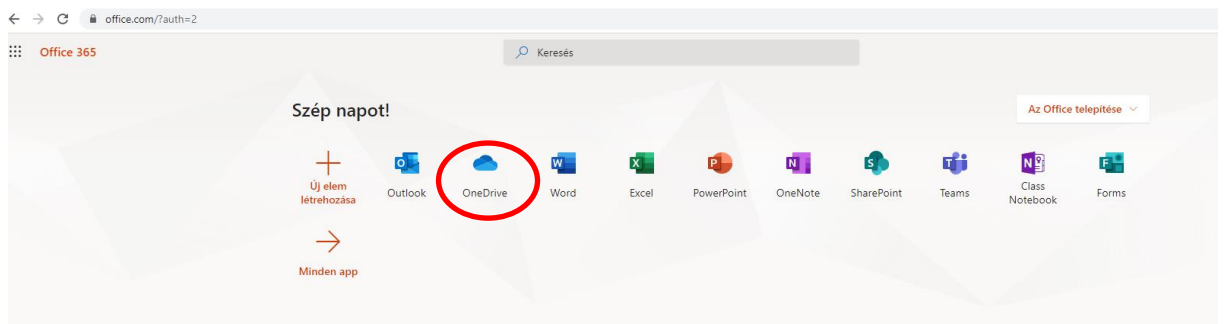 office.com/?auth=2
Office 365
Keresés
Szép napot!
Az Office telepítése
Új elem
létrehozása
Outlook
OneDrive
Word
Excel
PowerPoint
OneNote
SharePoint
Teams
Class
Notebook
Forms
Minden app